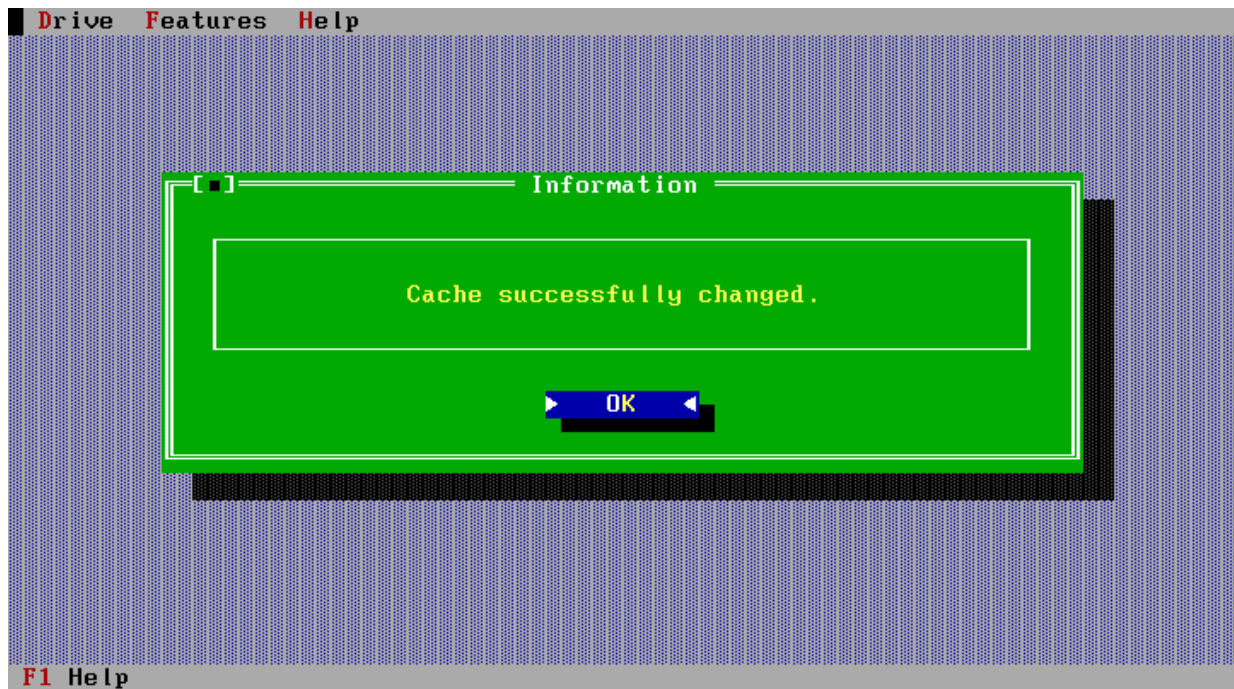 Drive Features Help
[■] Information
Cache successfully changed.
OK
F1 Help